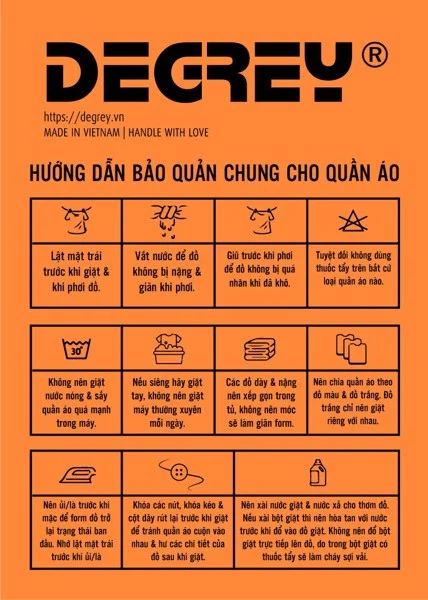 DEGREY®
https://degrey.vn
MADE IN VIETNAM | HANDLE WITH LOVE
HƯỚNG DẪN BẢO QUẢN CHUNG CHO QUẦN ÁO
Lật mặt trái
trước khi giặt &
khi phơi đồ.
Vắt nước để đồ
không bị nặng &
giãn khi phơi.
Giũ trước khi phơi
để đồ không bị quá
nhăn khi đã khô.
Tuyệt đối không dùng
thuốc tẩy trên bất cứ
loại quần áo nào.
30°
Không nên giặt
nước nóng & sấy
quần áo quá mạnh
trong máy.
Nếu siêng hãy giặt
tay, không nên giặt
máy thường xuyên
mỗi ngày.
Các đồ dày & nặng
nên xếp gọn trong
tủ, không nên móc
sẽ làm giãn form.
Nên chia quần áo theo
đồ màu & đồ trắng. Đồ
trắng chỉ nên giặt
riêng với nhau.
Nên ủi/là trước khi
mặc để form đồ trở
lại trạng thái ban
đầu. Nhớ lật mặt trái
trước khi ủi/là
Khóa các nút, khóa kéo &
cột dây rút lại trước khi giặt
để tránh quần áo cuộn vào
nhau & hư các chi tiết của
đồ sau khi giặt.
Nên xài nước giặt & nước xả cho thơm đồ.
Nếu xài bột giặt thì nên hòa tan với nước
trước khi đổ vào đồ giặt. Không nên đổ bột
giặt trực tiếp lên đồ, do trong bột giặt có
thuốc tẩy sẽ làm cháy sợi vải.